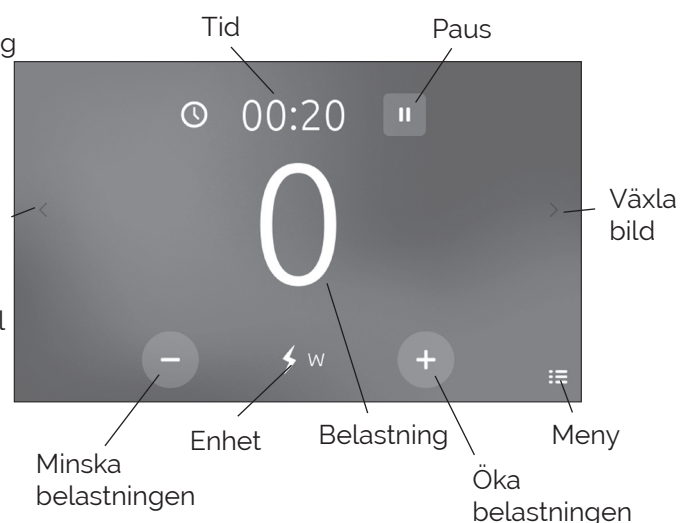 Tid
Paus
g
00:20
0
Växla
bild
l
W
Enhet
Belastning
Meny
Minska
belastningen
Öka
belastningen